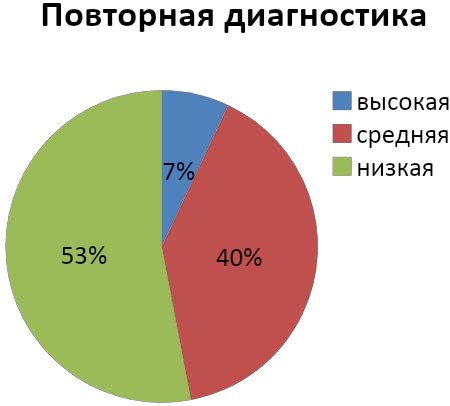 Повторная диагностика
высокая
средняя
низкая
7%
40%
53%